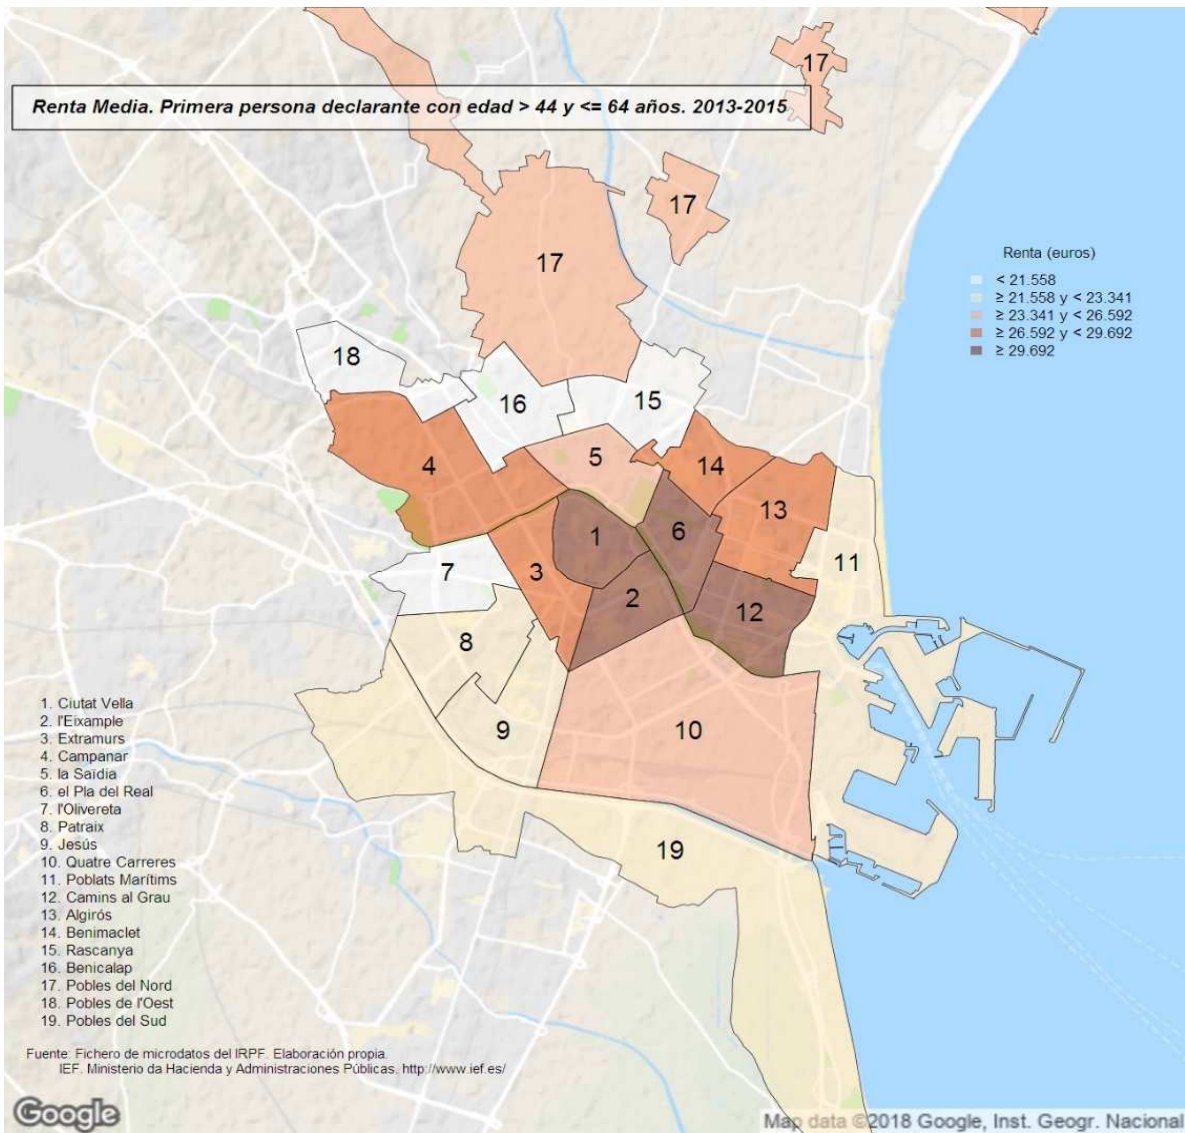 17
Renta Media. Primera persona declarante con edad > 44 y <= 64 años. 2013-2015
17
17
Renta (euros)
< 21.558
≥ 21.558 y < 23.341
≥ 23.341 y < 26.592
≥ 26.592 y < 29.692
≥ 29.692
18
16
15
5
4
14
13
1
6
11
7
3
2
12
8
9
10
19
1. Ciutat Vella
2. l'Eixample
3. Extramurs
4. Campanar
5. la Saïdia
6. el Pla del Real
7. l'Olivereta
8. Patraix
9. Jesús
10. Quatre Carreres
11. Poblats Marítims
12. Camins al Grau
13. Algirós
14. Benimaclet
15. Rascanya
16. Benicalap
17. Pobles del Nord
18. Pobles de l'Oest
19. Pobles del Sud
Fuente: Fichero de microdatos del IRPF. Elaboración propia.
IEF. Ministerio da Hacienda y Administraciones Públicas. http://www.ief.es/
Google
Map data ©2018 Google, Inst. Geogr. Nacional